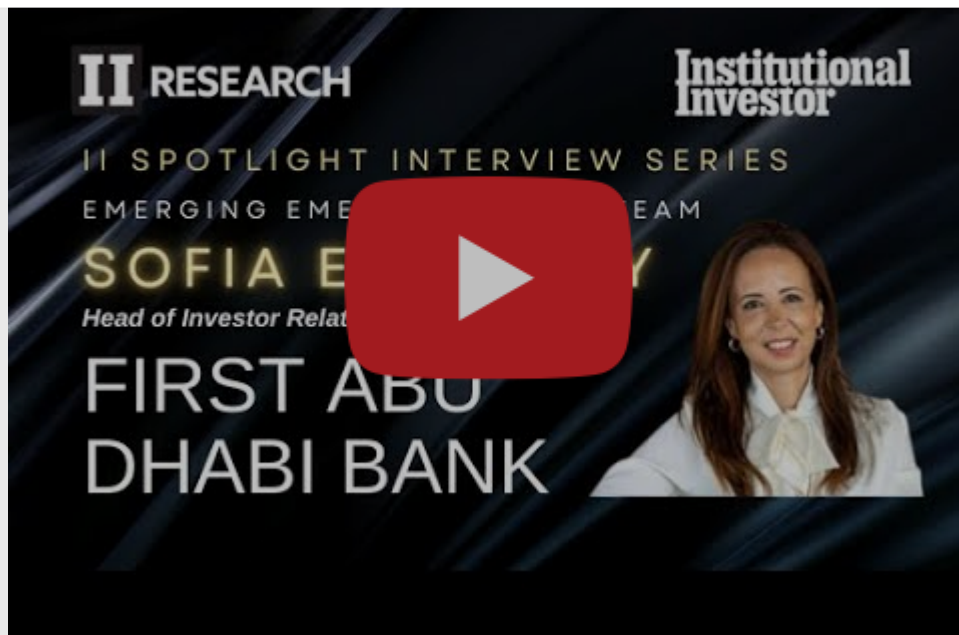 II RESEARCH
Institutional
Investor
II SPOTLIGHT INTERVIEW SERIES
EMERGING EME EAM
SOFIA E Y
Head of Investor Relat
FIRST ABU
DHABI BANK